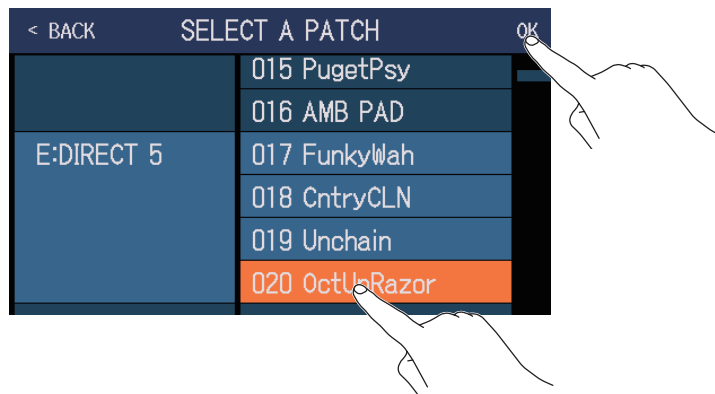 < BACK SELECT A PATCH OK
015 PugetPsy
016 AMB PAD
E:DIRECT 5 017 FunkyWah
018 CntryCLN
019 Unchain
020 OctUpRazor